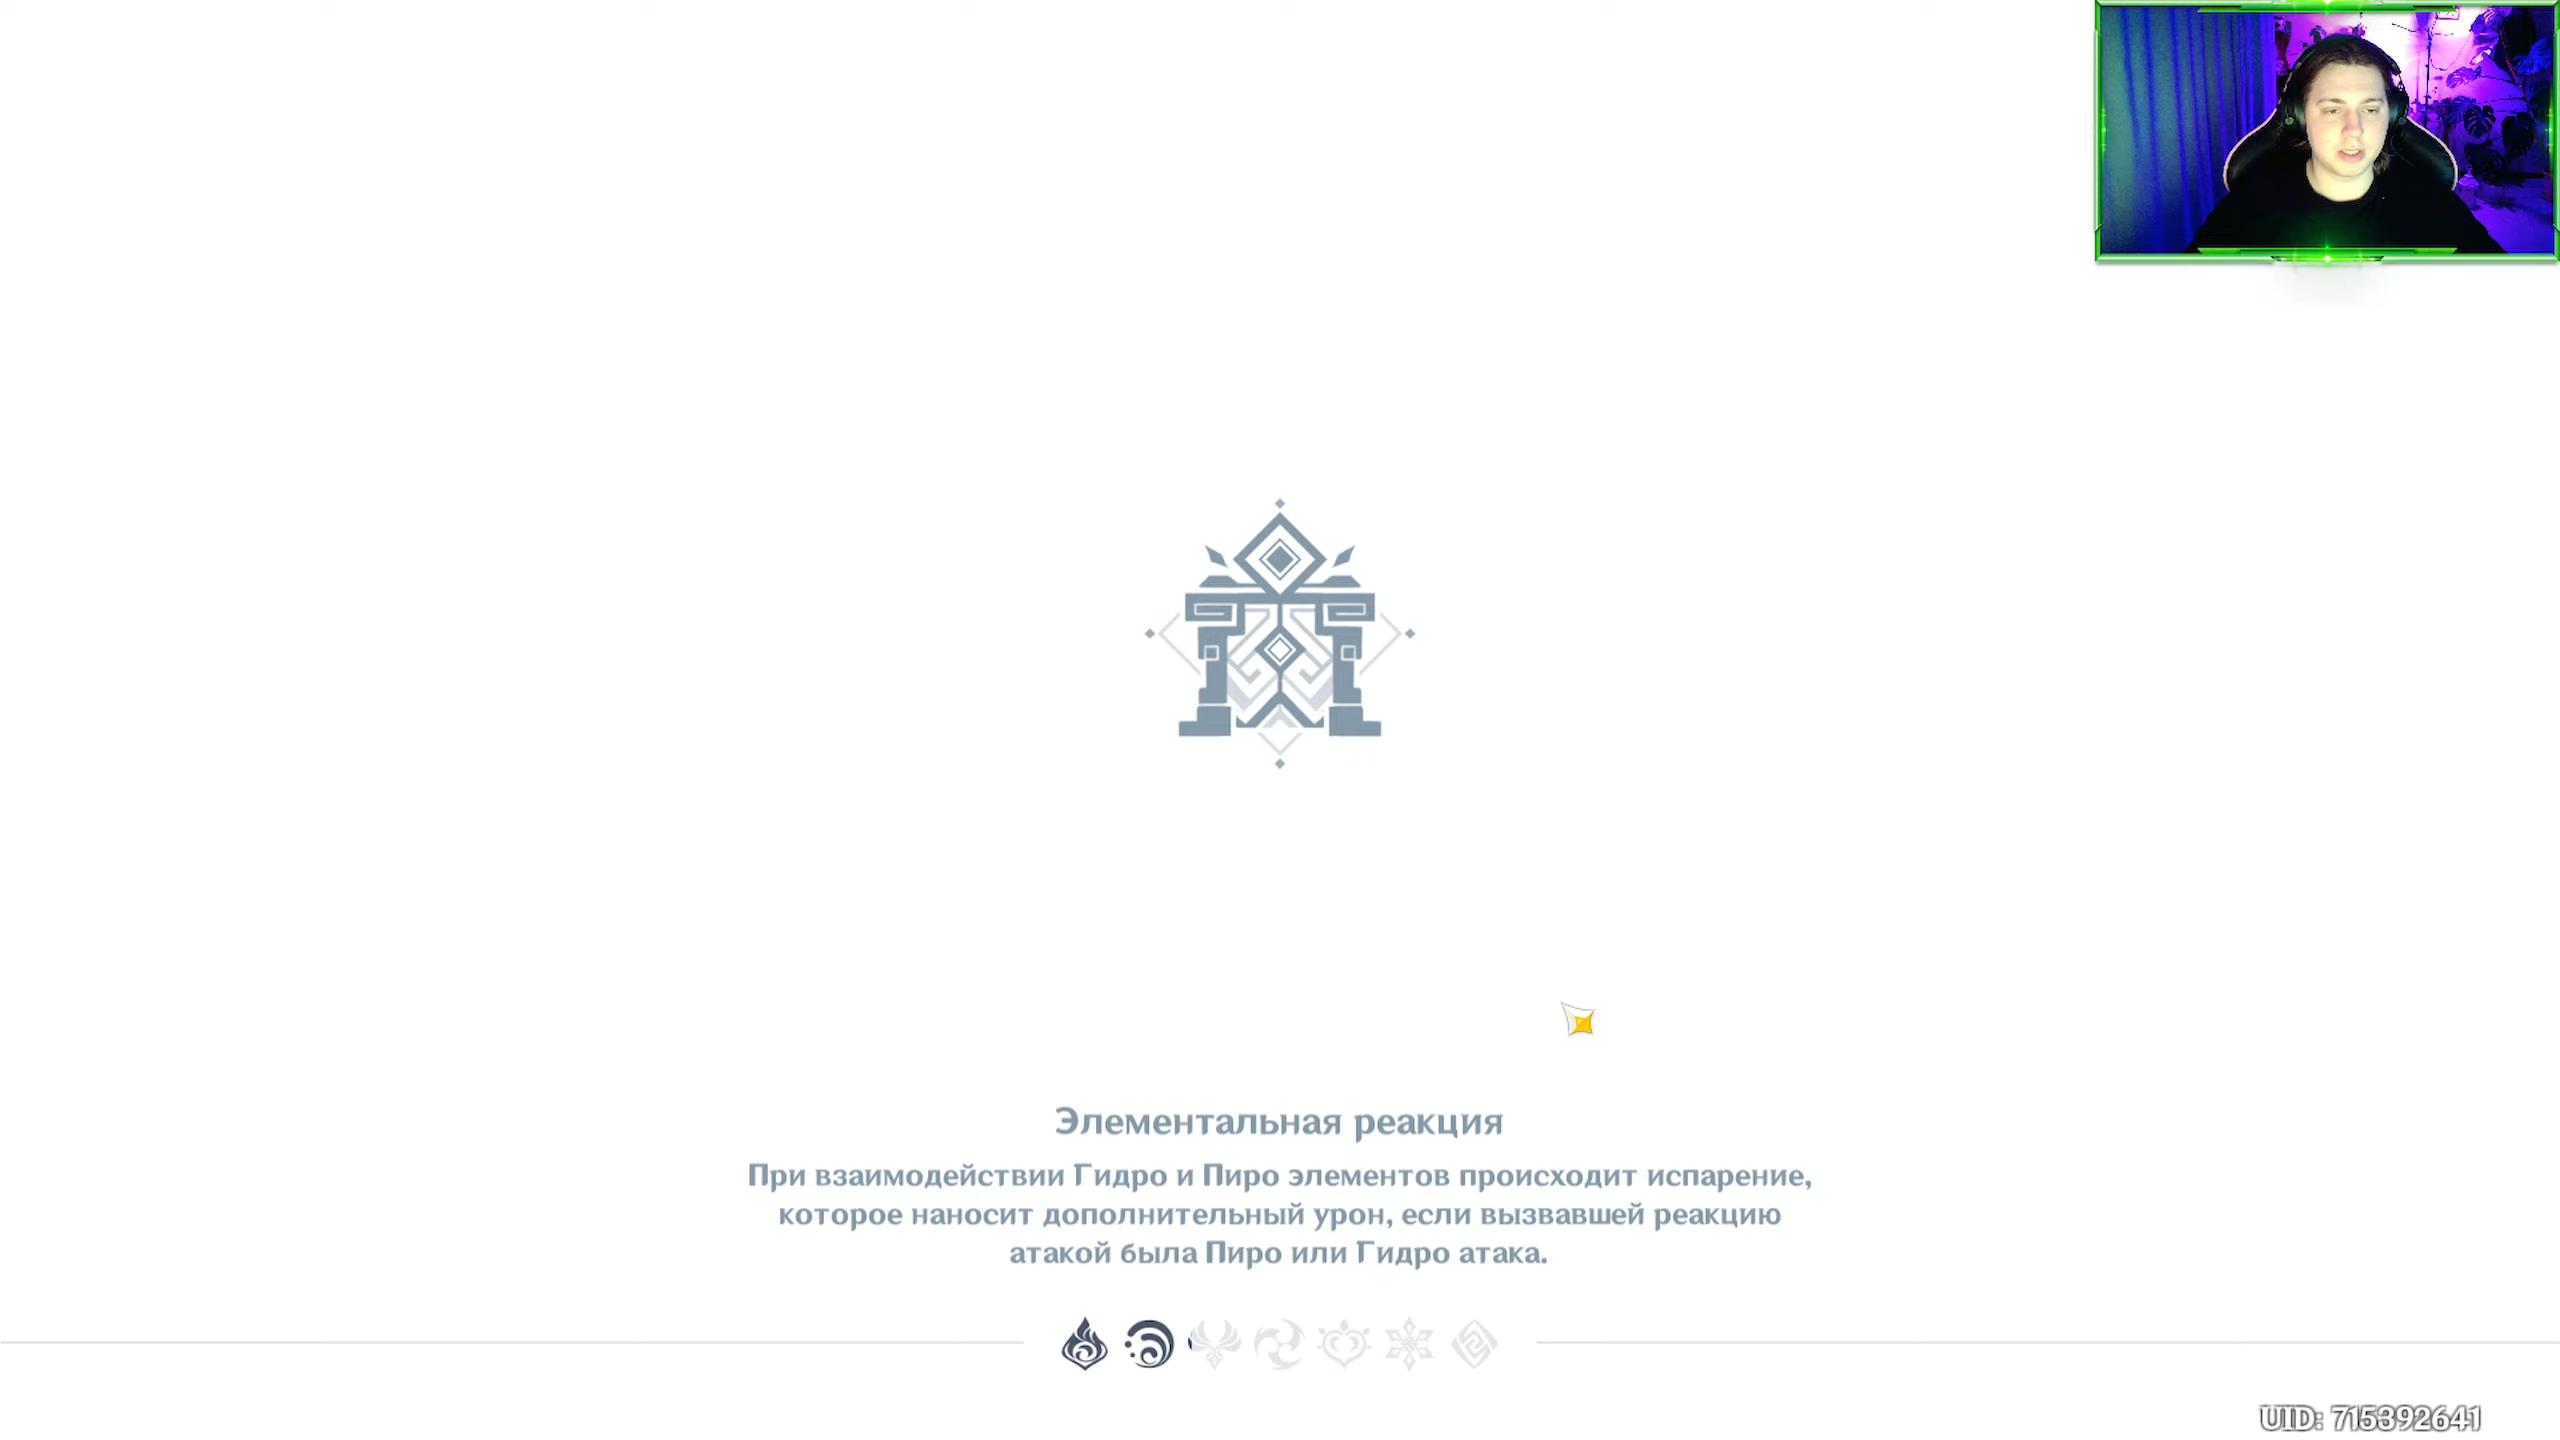 Элементальная реакция
При взаимодействии Гидро и Пиро элементов происходит испарение,
которое наносит дополнительный урон, если вызвавшей реакцию
атакой была Пиро или Гидро атака.
UID: 715392641